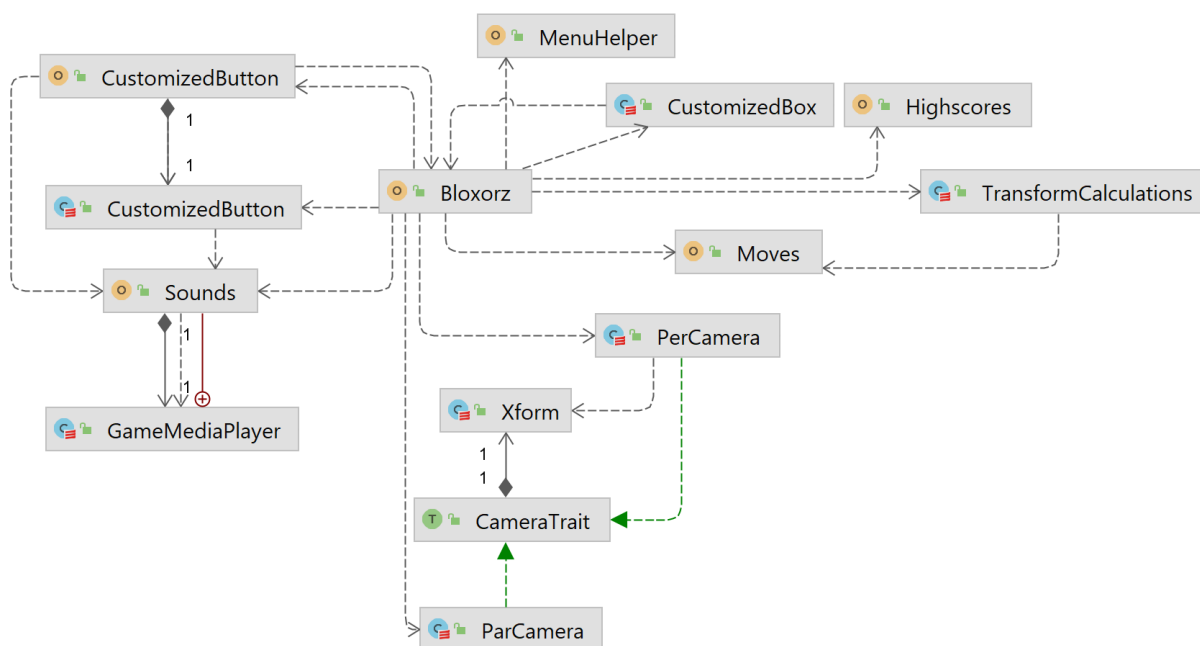 MenuHelper
CustomizedButton
CustomizedBox
Highscores
1
1
Bloxorz
TransformCalculations
CustomizedButton
Moves
Sounds
1
PerCamera
1
Xform
GameMediaPlayer
1
1
CameraTrait
ParCamera